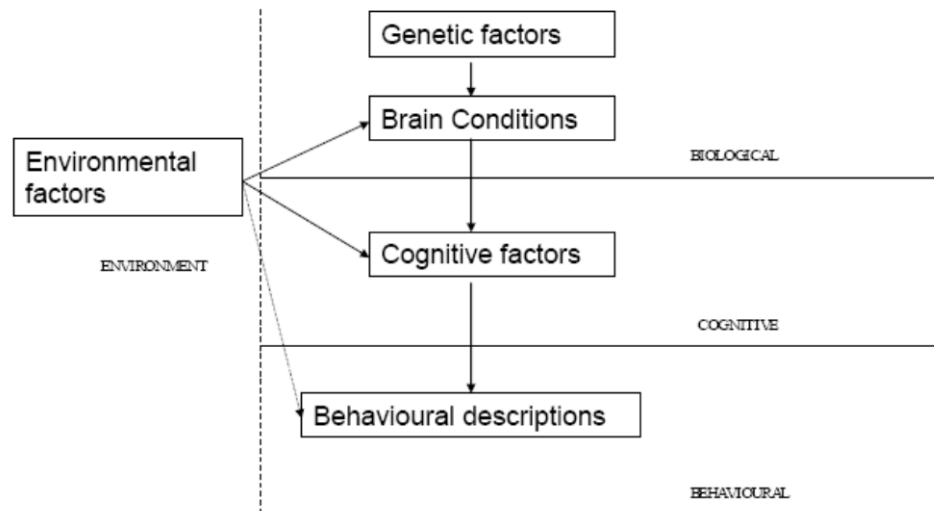 Genetic factors
Brain Conditions
BIOLOGICAL
Environmental
factors
Cognitive factors
ENVIRONMENT
COGNITIVE
Behavioural descriptions
BEHAVIOURAL